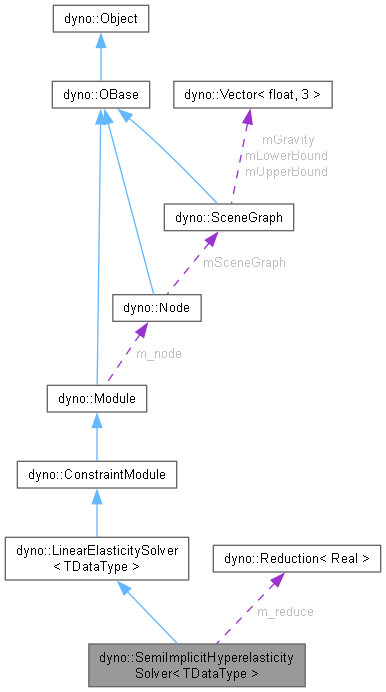 dyno::Object
dyno::OBase
dyno::Vector< float, 3 >
mGravity
mLowerBound
mUpperBound
dyno::SceneGraph
mSceneGraph
dyno::Node
m_node
dyno::Module
dyno::ConstraintModule
dyno::LinearElasticitySolver
< TDataType >
dyno::Reduction< Real >
m_reduce
dyno::SemiImplicitHyperelasticity
Solver< TDataType >